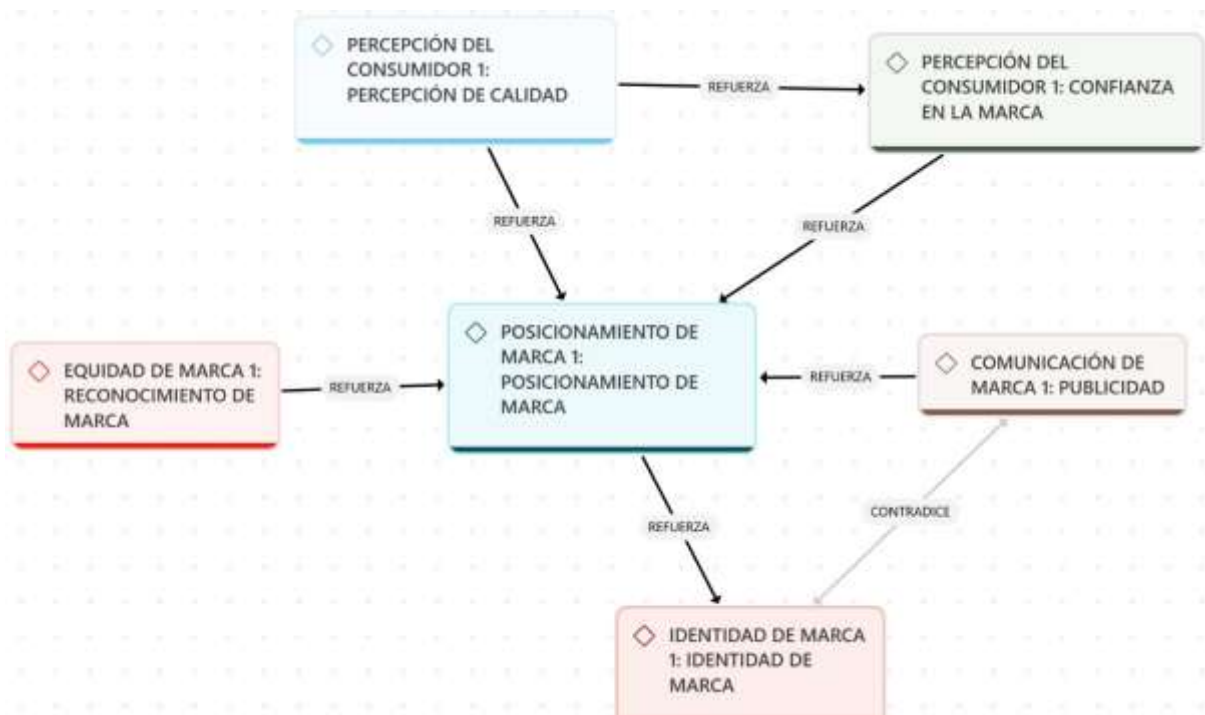 PERCEPCIÓN DEL
CONSUMIDOR 1:
PERCEPCIÓN DE CALIDAD
REFUERZA
PERCEPCIÓN DEL
CONSUMIDOR 1: CONFIANZA
EN LA MARCA
REFUERZA
REFUERZA
EQUIDAD DE MARCA 1:
RECONOCIMIENTO DE
MARCA
REFUERZA
POSICIONAMIENTO DE
MARCA 1:
POSICIONAMIENTO DE
MARCA
REFUERZA
COMUNICACIÓN DE
MARCA 1: PUBLICIDAD
REFUERZA
CONTRADICE
IDENTIDAD DE MARCA
1: IDENTIDAD DE
MARCA